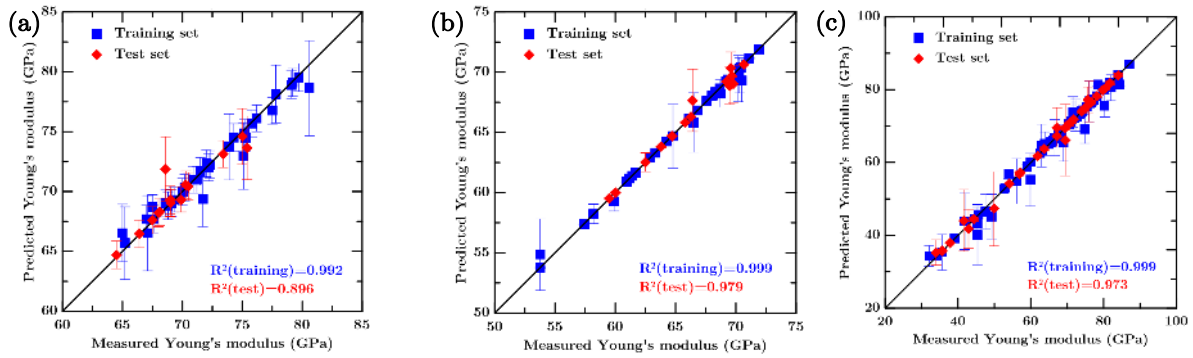 (a)
Training set
Test set
Predicted Young's modulus (GPa)
85
80
75
70
65
60
R²(training)=0.992
R²(test)=0.896
60 65 70 75 80 85
Measured Young's modulus (GPa)
(b)
Training set
Test set
Predicted Young's modulus (GPa)
75
70
65
60
55
50
R²(training)=0.999
R²(test)=0.979
50 55 60 65 70 75
Measured Young's modulus (GPa)
(c)
Training set
Test set
Predicted Young's modulus (GPa)
100
80
60
40
20
R²(training)=0.999
R²(test)=0.973
20 40 60 80 100
Measured Young's modulus (GPa)